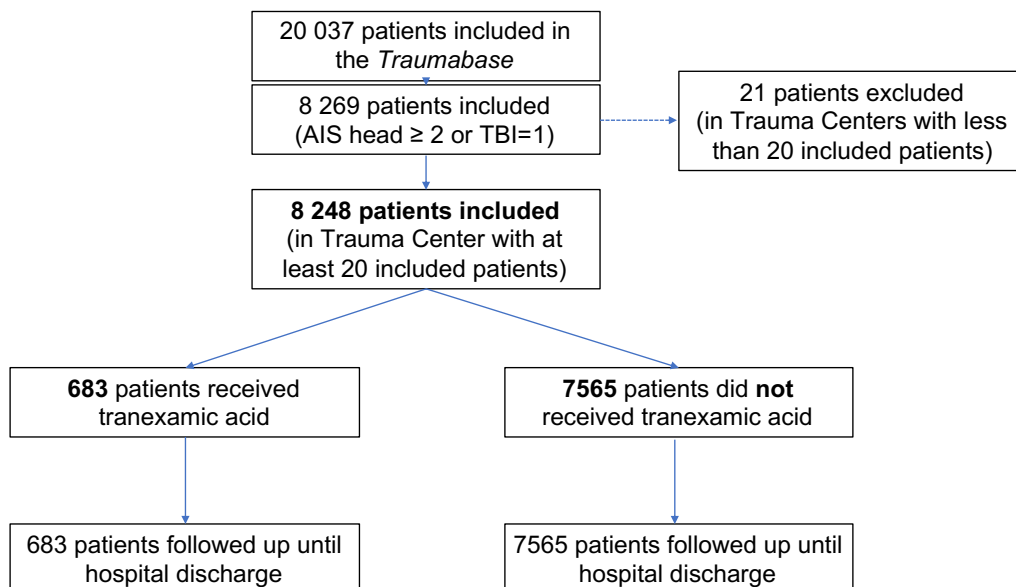 20 037 patients included in
the Traumabase
8 269 patients included
(AIS head ≥ 2 or TBI=1)
21 patients excluded
(in Trauma Centers with less
than 20 included patients)
8 248 patients included
(in Trauma Center with at
least 20 included patients)
683 patients received
tranexamic acid
7565 patients did not
received tranexamic acid
683 patients followed up until
hospital discharge
7565 patients followed up until
hospital discharge